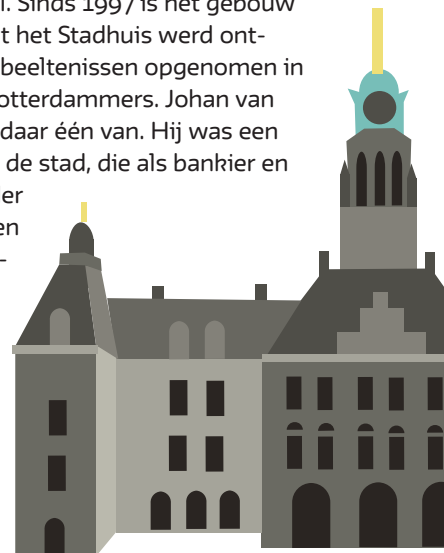 Sinds 1997 is het gebouw
t het Stadhuis werd ont-
beeltenissen opgenomen in
otterdammers. Johan van
daar één van. Hij was een
de stad, die als bankier en
er
en
-